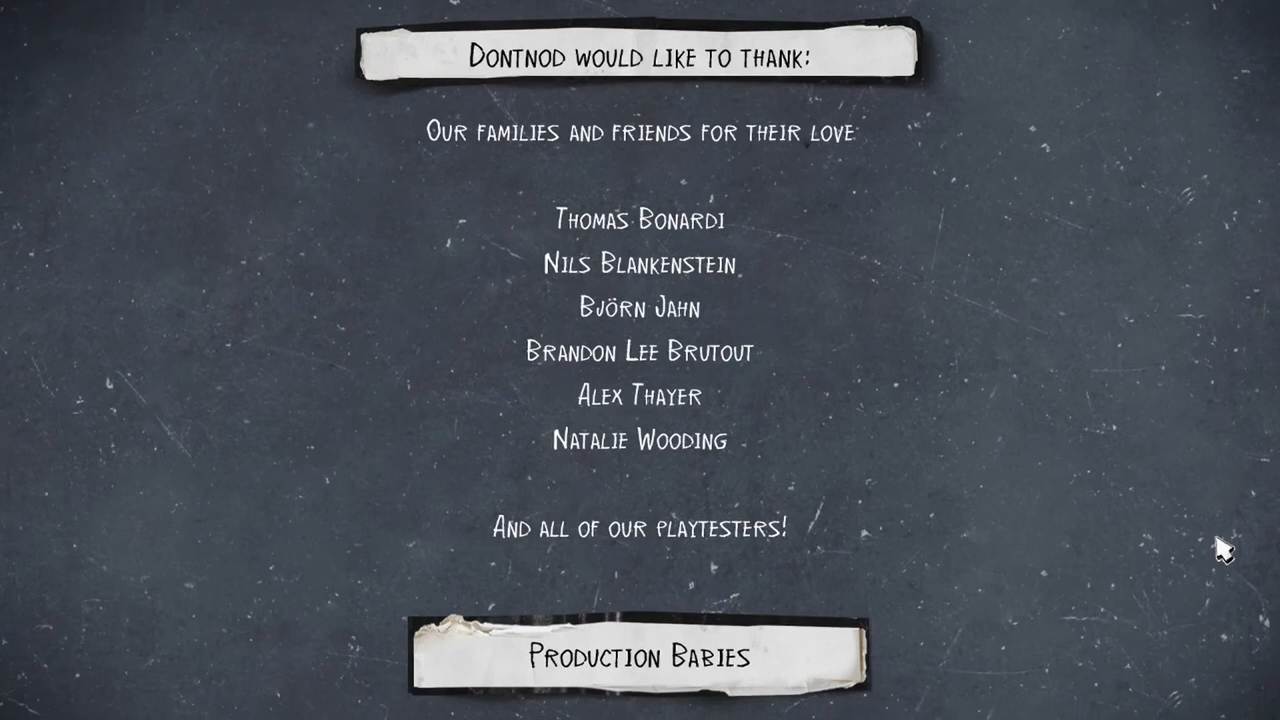 Dontnod would like to thank:
Our families and friends for their love
Thomas Bonardi
Nils Blankenstein
Björn Jahn
Brandon Lee Brutout
Alex Thayer
Natalie Wooding
And all of our playtesters!
Production Babies